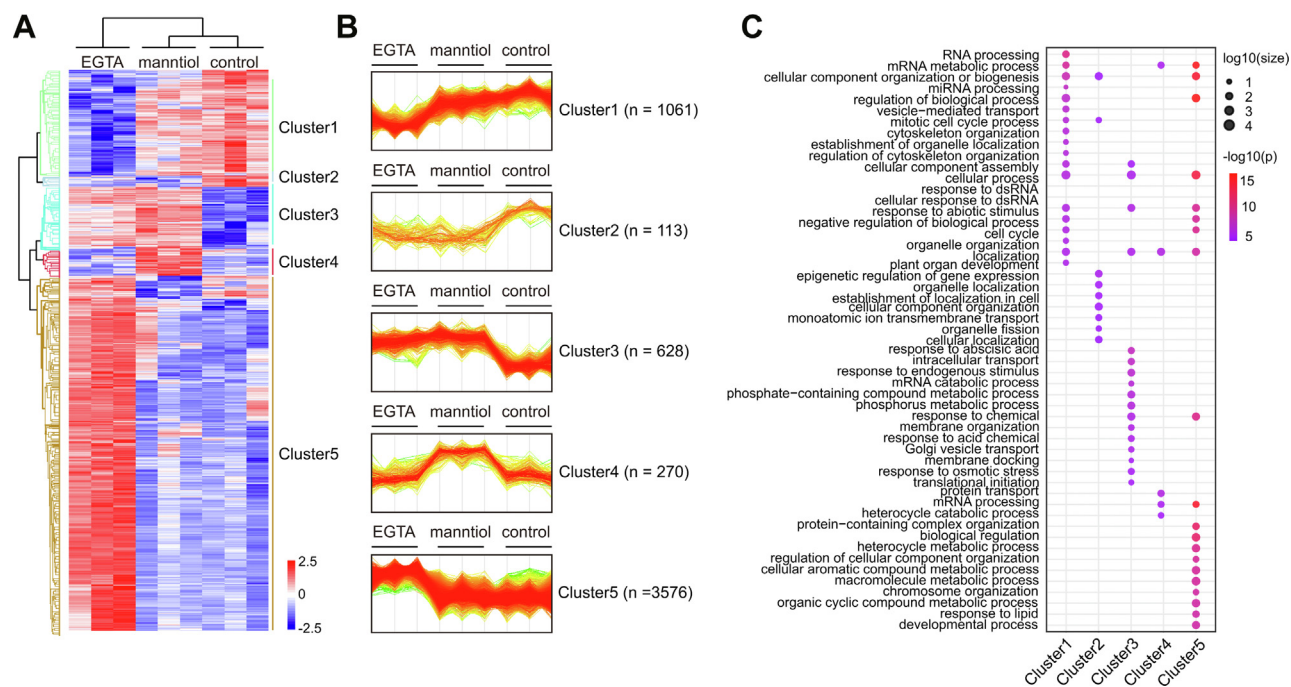 A
EGTA manntiol control
Cluster1
Cluster2
Cluster3
Cluster4
Cluster5
2.5
0
-2.5
B
EGTA manntiol control
Cluster1 (n = 1061)
EGTA manntiol control
Cluster2 (n = 113)
EGTA manntiol control
Cluster3 (n = 628)
EGTA manntiol control
Cluster4 (n = 270)
EGTA manntiol control
Cluster5 (n =3576)
C
RNA processing
mRNA metabolic process
cellular component organization or biogenesis
miRNA processing
regulation of biological process
vesicle−mediated transport
mitotic cell cycle process
cytoskeleton organization
establishment of organelle localization
regulation of cytoskeleton organization
cellular component assembly
cellular process
response to dsRNA
cellular response to dsRNA
response to abiotic stimulus
negative regulation of biological process
cell cycle
organelle organization
localization
plant organ development
epigenetic regulation of gene expression
organelle localization
establishment of localization in cell
cellular component organization
monoatomic ion transmembrane transport
organelle fission
cellular localization
response to abscisic acid
intracellular transport
response to endogenous stimulus
mRNA catabolic process
phosphate−containing compound metabolic process
phosphorus metabolic process
response to chemical
membrane organization
response to acid chemical
Golgi vesicle transport
membrane docking
response to osmotic stress
translational initiation
protein transport
mRNA processing
heterocycle catabolic process
protein−containing complex organization
biological regulation
heterocycle metabolic process
regulation of cellular component organization
cellular aromatic compound metabolic process
macromolecule metabolic process
chromosome organization
organic cyclic compound metabolic process
response to lipid
developmental process
Cluster1
Cluster2
Cluster3
Cluster4
Cluster5
log10(size)
1
2
3
4
-log10(p)
15
10
5